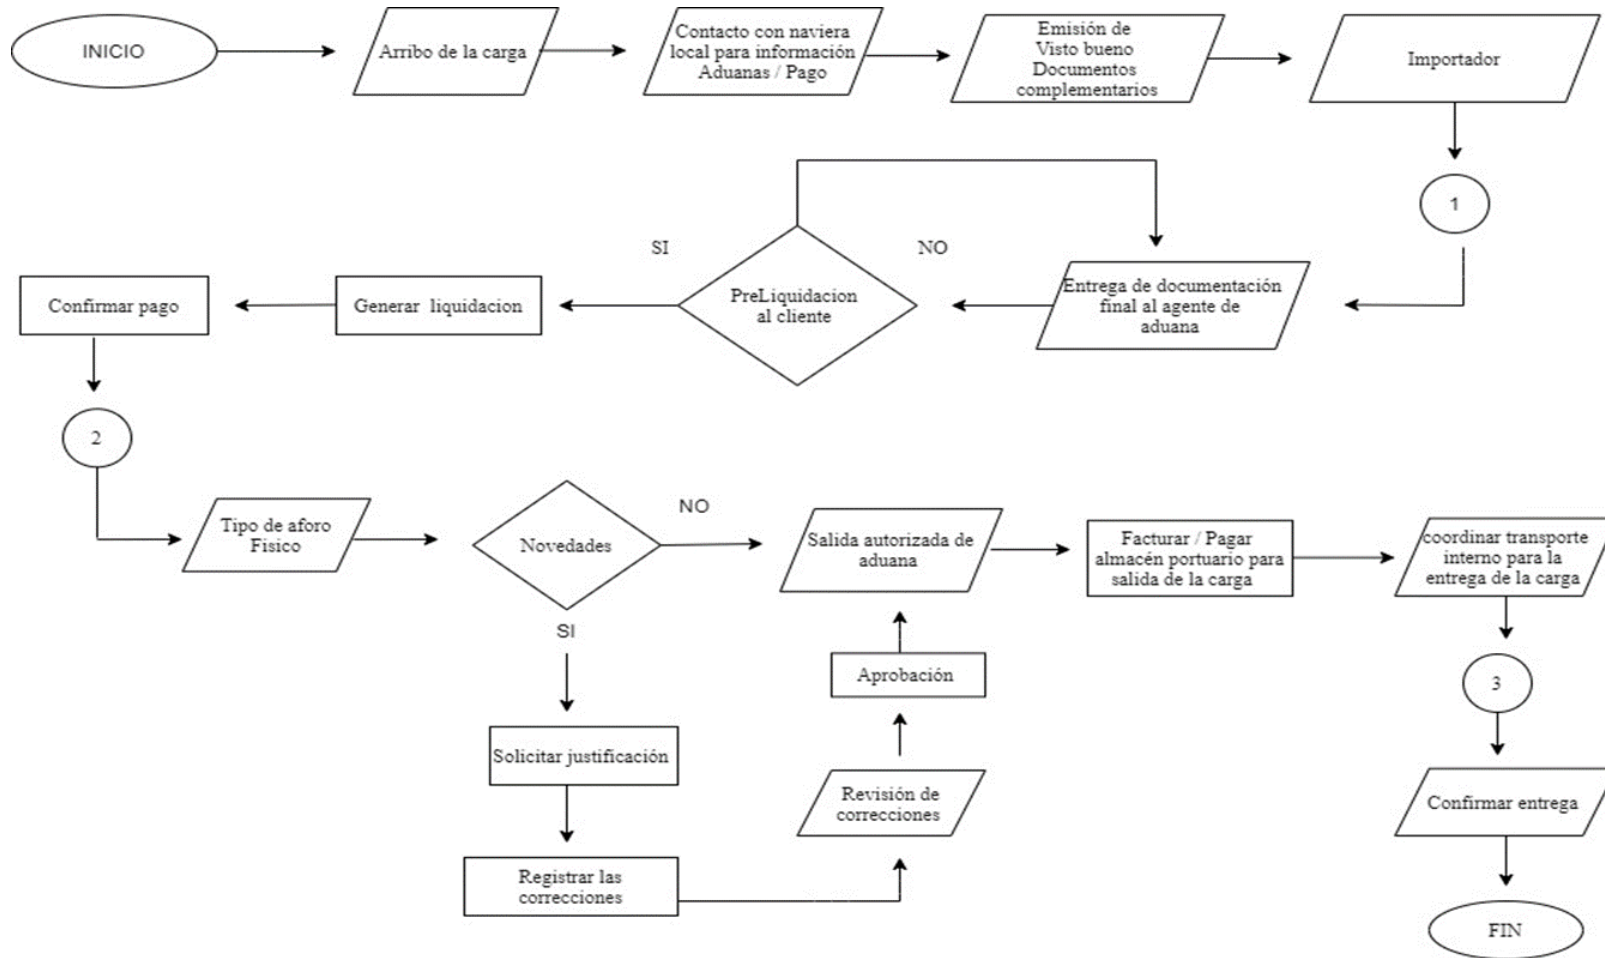 INICIO
Arribo de la carga
Contacto con naviera
local para información
Aduanas / Pago
Emisión de
Visto bueno
Documentos
complementarios
Importador
1
Entrega de documentación
final al agente de
aduana
NO
PreLiquidacion
al cliente
SI
Generar liquidacion
Confirmar pago
2
Tipo de aforo
Fisico
Novedades
NO
SI
Solicitar justificación
Registrar las
correcciones
Revisión de
correcciones
Aprobación
Salida autorizada de
aduana
Facturar / Pagar
almacén portuario para
salida de la carga
coordinar transporte
interno para la
entrega de la carga
3
Confirmar entrega
FIN